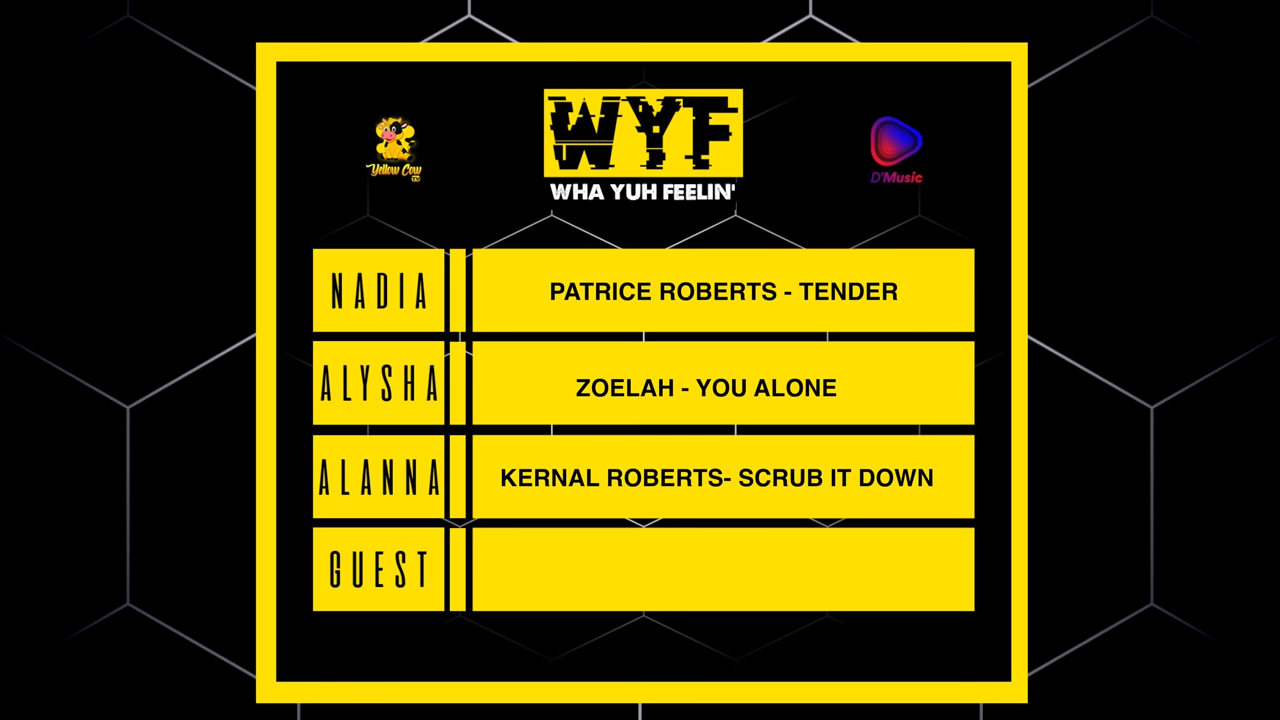 Yellow Cow
TV
WYF
WHA YUH FEELIN'
D'Music
NADIA
PATRICE ROBERTS - TENDER
ALYSHA
ZOELAH - YOU ALONE
ALANNA
KERNAL ROBERTS- SCRUB IT DOWN
GUEST